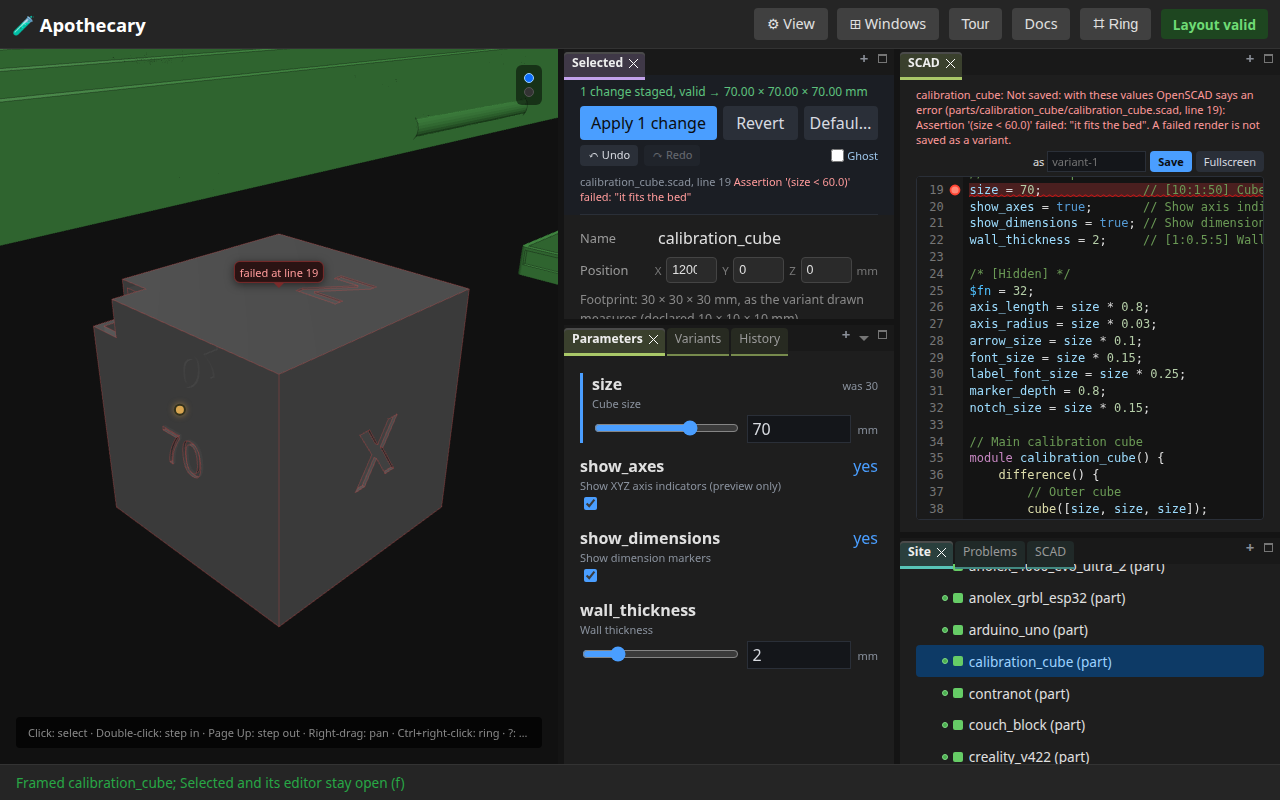 🧪 Apothecary
⚙ View
⊞ Windows
Tour
Docs
⌗ Ring
Layout valid
failed at line 19
Z
70
X
Click: select · Double-click: step in · Page Up: step out · Right-drag: pan · Ctrl+right-click: ring · ?: ...
Selected
1 change staged, valid → 70.00 × 70.00 × 70.00 mm
Apply 1 change
Revert
Defaul...
↶ Undo
↷ Redo
Ghost
calibration_cube.scad, line 19 Assertion '(size < 60.0)'
failed: "it fits the bed"
Name calibration_cube
Position X 1200 Y 0 Z 0 mm
Footprint: 30 × 30 × 30 mm, as the variant drawn
measures (declared 10 × 10 × 10 mm)
Parameters
Variants
History
size was 30
Cube size
70 mm
show_axes yes
Show XYZ axis indicators (preview only)
show_dimensions yes
Show dimension markers
wall_thickness
Wall thickness
2 mm
SCAD
calibration_cube: Not saved: with these values OpenSCAD says an
error (parts/calibration_cube/calibration_cube.scad, line 19):
Assertion '(size < 60.0)' failed: "it fits the bed". A failed render is not
saved as a variant.
as variant-1 Save Fullscreen
19 size = 70; // [10:1:50] Cube
20 show_axes = true; // Show axis indi
21 show_dimensions = true; // Show dimension
22 wall_thickness = 2; // [1:0.5:5] Wall
23
24 /* [Hidden] */
25 $fn = 32;
26 axis_length = size * 0.8;
27 axis_radius = size * 0.03;
28 arrow_size = size * 0.1;
29 font_size = size * 0.15;
30 label_font_size = size * 0.25;
31 marker_depth = 0.8;
32 notch_size = size * 0.15;
33
34 // Main calibration cube
35 module calibration_cube() {
36 difference() {
37 // Outer cube
38 cube([size, size, size]);
Site
Problems
SCAD
(part)
anolex_grbl_esp32 (part)
arduino_uno (part)
calibration_cube (part)
contranot (part)
couch_block (part)
creality_v422 (part)
Framed calibration_cube; Selected and its editor stay open (f)